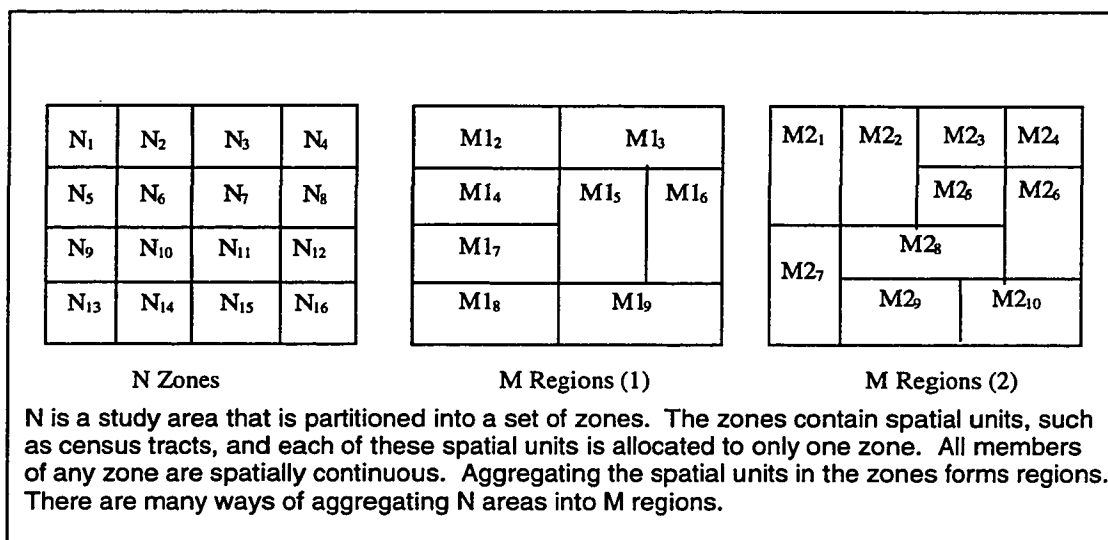 N₁ N₂ N₃ N₄
N₅ N₆ N₇ N₈
N₉ N₁₀ N₁₁ N₁₂
N₁₃ N₁₄ N₁₅ N₁₆
N Zones
M1₂ M1₃
M1₄ M1₅ M1₆
M1₇
M1₈ M1₉
M Regions (1)
M2₁ M2₂ M2₃ M2₄
M2₅ M2₆
M2₇ M2₈
M2₉ M2₁₀
M Regions (2)
N is a study area that is partitioned into a set of zones. The zones contain spatial units, such
as census tracts, and each of these spatial units is allocated to only one zone. All members
of any zone are spatially continuous. Aggregating the spatial units in the zones forms regions.
There are many ways of aggregating N areas into M regions.